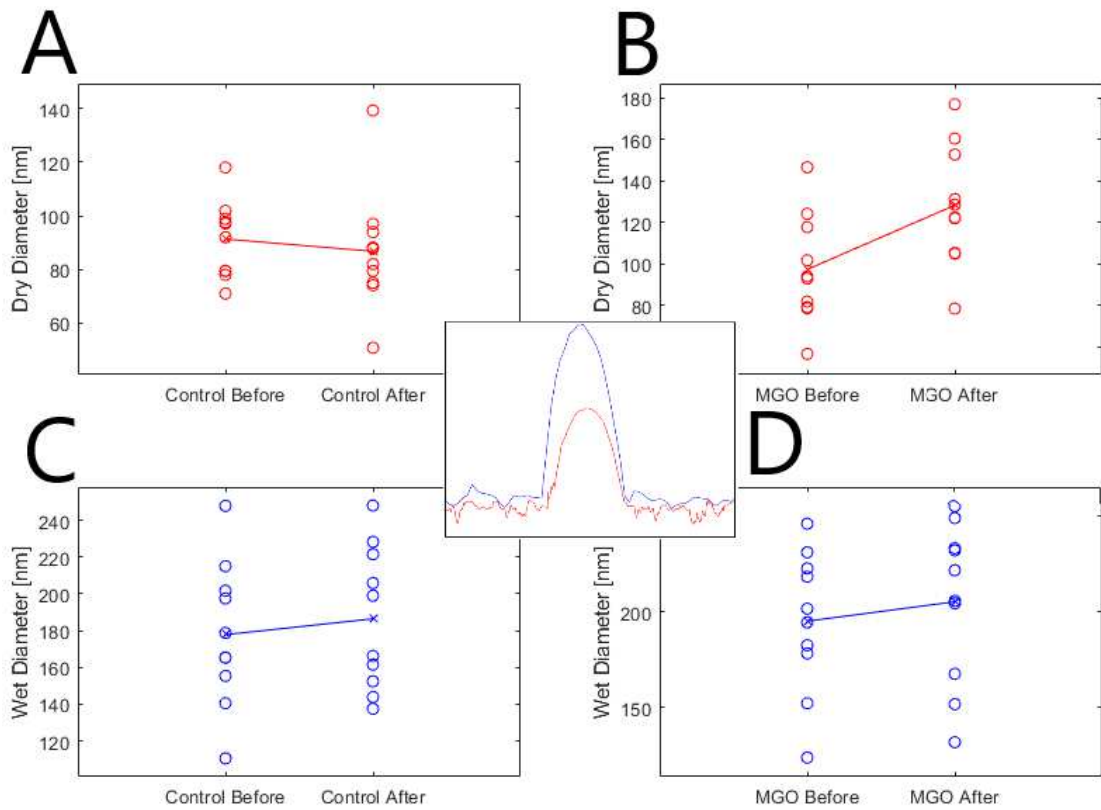 A
Dry Diameter [nm]
140
120
100
80
60
Control Before
Control After
B
Dry Diameter [nm]
180
160
140
120
100
80
MGO Before
MGO After
C
Wet Diameter [nm]
240
220
200
180
160
140
120
Control Before
Control After
D
Wet Diameter [nm]
200
150
MGO Before
MGO After